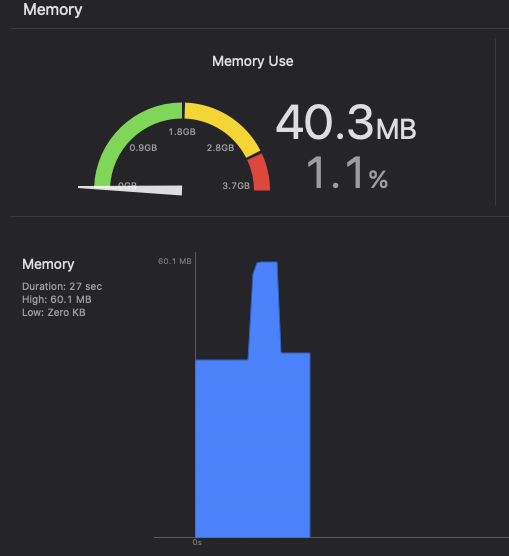 Memory
Memory Use
40.3MB
1.1%
1.8GB
0.9GB
2.8GB
0GB
3.7GB
Memory
60.1 MB
Duration: 27 sec
High: 60.1 MB
Low: Zero KB
0s